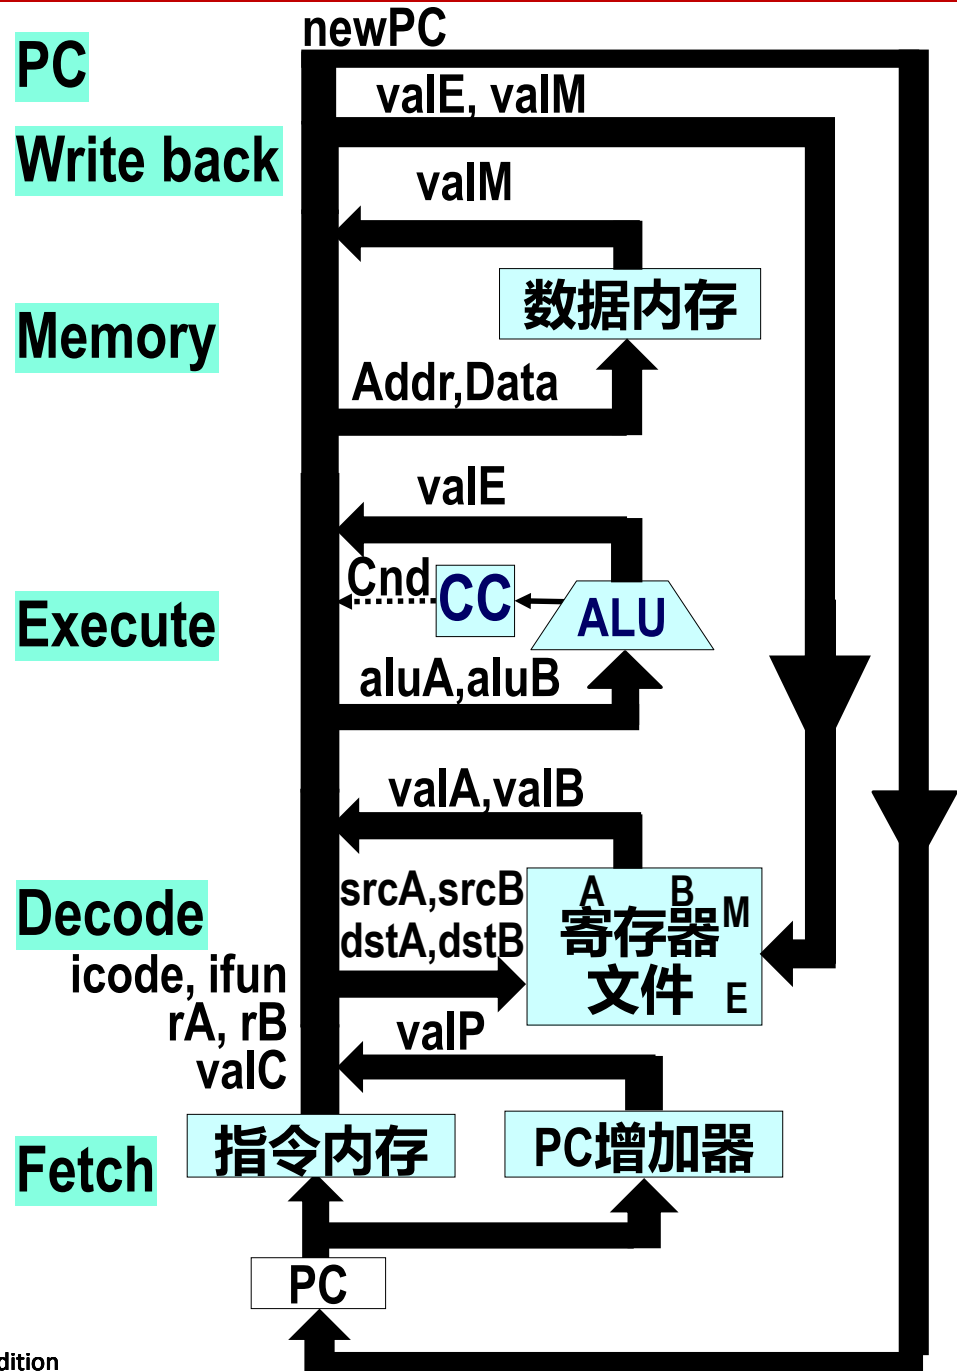 newPC
PC
valE, valM
Write back
valM
数据内存
Memory
Addr,Data
valE
Cnd
CC
ALU
Execute
aluA,aluB
valA,valB
srcA,srcB
dstA,dstB
A B
M
寄存器
文件
E
Decode
icode, ifun
rA, rB
valC
valP
指令内存
PC增加器
Fetch
PC
dition